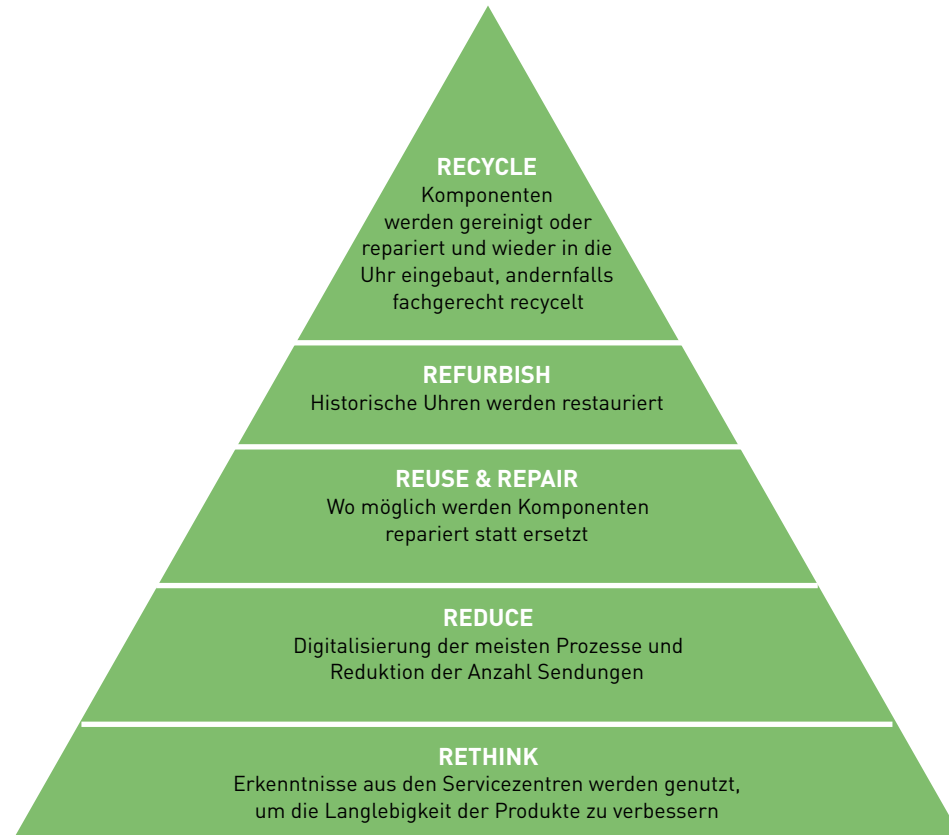 RECYCLE
Komponenten
werden gereinigt oder
repariert und wieder in die
Uhr eingebaut, andernfalls
fachgerecht recycelt
REFURBISH
Historische Uhren werden restauriert
REUSE & REPAIR
Wo möglich werden Komponenten
repariert statt ersetzt
REDUCE
Digitalisierung der meisten Prozesse und
Reduktion der Anzahl Sendungen
RETHINK
Erkenntnisse aus den Servicezentren werden genutzt,
um die Langlebigkeit der Produkte zu verbessern